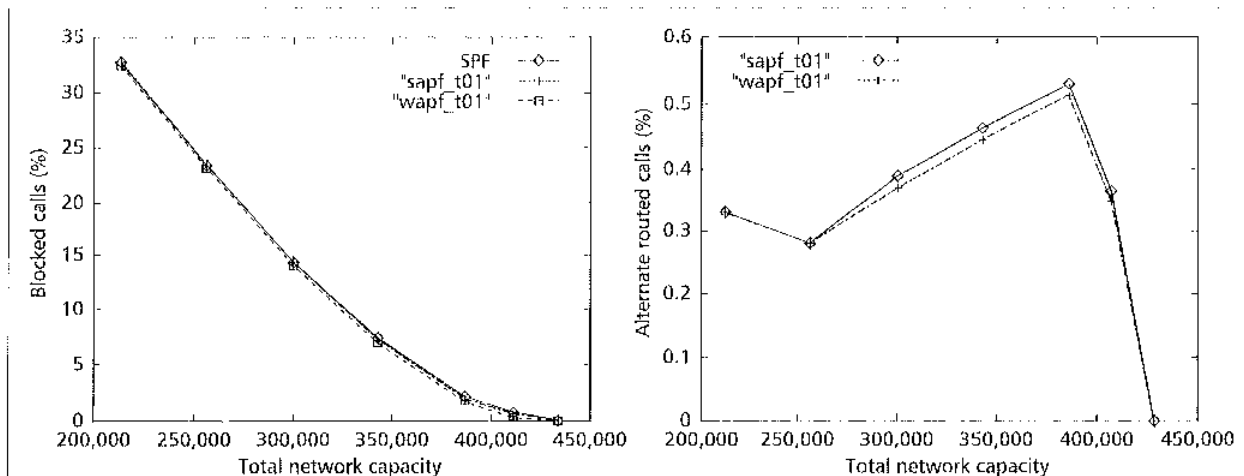 35
30
25
20
15
10
5
0
Blocked calls (%)
SPF
"sapf_t01"
"wapf_t01"
200,000 250,000 300,000 350,000 400,000 450,000
Total network capacity
0.6
0.5
0.4
0.3
0.2
0.1
0
Alternate routed calls (%)
"sapf_t01"
"wapf_t01"
200,000 250,000 300,000 350,000 400,000 450,000
Total network capacity